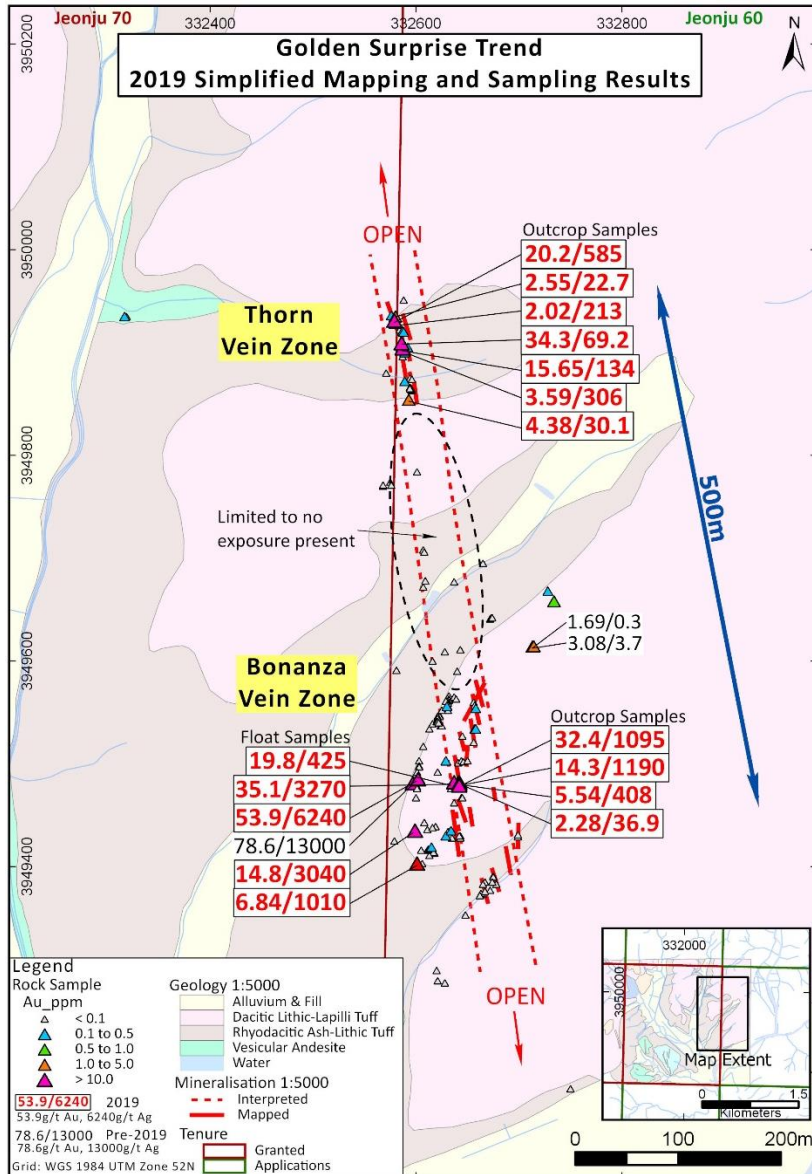 Jeonju 70
332400
332600
332800
Jeonju 60
3950200
Golden Surprise Trend
2019 Simplified Mapping and Sampling Results
N
OPEN
3950000
Thorn
Vein Zone
Outcrop Samples
20.2/585
2.55/22.7
2.02/213
34.3/69.2
15.65/134
3.59/306
4.38/30.1
3949800
Limited to no
exposure present
500m
1.69/0.3
3.08/3.7
3949600
Bonanza
Vein Zone
Float Samples
19.8/425
35.1/3270
53.9/6240
78.6/13000
14.8/3040
6.84/1010
Outcrop Samples
32.4/1095
14.3/1190
5.54/408
2.28/36.9
3949400
OPEN
Legend
Rock Sample
Au_ppm
< 0.1
0.1 to 0.5
0.5 to 1.0
1.0 to 5.0
> 10.0
53.9/6240 2019
53.9g/t Au, 6240g/t Ag
78.6/13000 Pre-2019
78.6g/t Au, 13000g/t Ag
Grid: WGS 1984 UTM Zone 52N
Geology 1:5000
Alluvium & Fill
Dacitic Lithic-Lapilli Tuff
Rhyodacitic Ash-Lithic Tuff
Vesicular Andesite
Water
Mineralisation 1:5000
Interpreted
Mapped
Tenure
Granted
Applications
332000
3950000
Map Extent
0 1.5
Kilometers
0 100 200m